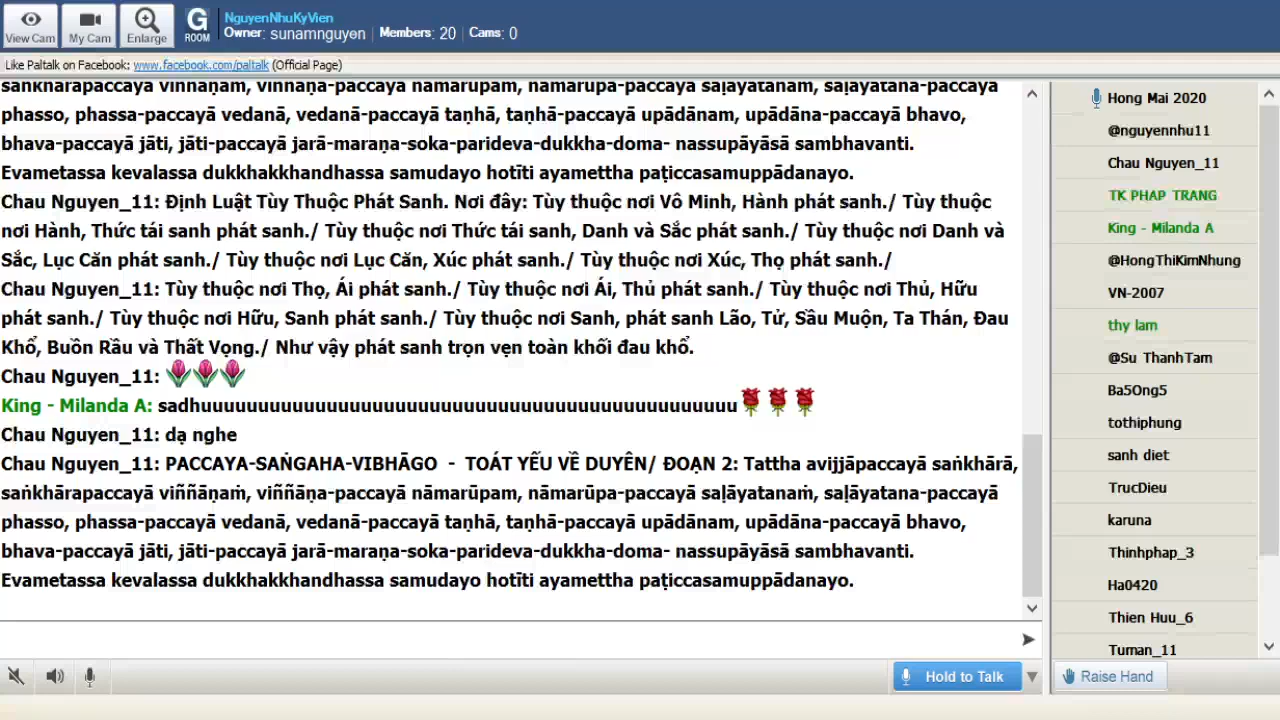 View Cam
My Cam
Enlarge
G
ROOM
NguyenNhuKyVien
Owner: sunamnguyen | Members: 20 | Cams: 0
Like Paltalk on Facebook: www.facebook.com/paltalk (Official Page)
saṅkhārapaccayā viññāṇaṁ, viññāṇa-paccayā nāmarūpam, nāmarūpa-paccayā saḷāyatanaṁ, saḷāyatana-paccayā
phasso, phassa-paccayā vedanā, vedanā-paccayā taṇhā, taṇhā-paccayā upādānam, upādāna-paccayā bhavo,
bhava-paccayā jāti, jāti-paccayā jarā-maraṇa-soka-parideva-dukkha-doma- nassupāyāsā sambhavanti.
Evametassa kevalassa dukkhakkhandhassa samudayo hotīti ayamettha paṭiccasamuppādanayo.
Chau Nguyen_11: Định Luật Tùy Thuộc Phát Sanh. Nơi đây: Tùy thuộc nơi Vô Minh, Hành phát sanh./ Tùy thuộc
nơi Hành, Thức tái sanh phát sanh./ Tùy thuộc nơi Thức tái sanh, Danh và Sắc phát sanh./ Tùy thuộc nơi Danh và
Sắc, Lục Căn phát sanh./ Tùy thuộc nơi Lục Căn, Xúc phát sanh./ Tùy thuộc nơi Xúc, Thọ phát sanh./
Chau Nguyen_11: Tùy thuộc nơi Thọ, Ái phát sanh./ Tùy thuộc nơi Ái, Thủ phát sanh./ Tùy thuộc nơi Thủ, Hữu
phát sanh./ Tùy thuộc nơi Hữu, Sanh phát sanh./ Tùy thuộc nơi Sanh, phát sanh Lão, Tử, Sầu Muộn, Ta Thán, Đau
Khổ, Buồn Rầu và Thất Vọng./ Như vậy phát sanh trọn vẹn toàn khối đau khổ.
Chau Nguyen_11:
King - Milanda A: sadhuuuuuuuuuuuuuuuuuuuuuuuuuuuuuuuuuuuuuuuuuuuuuuu
Chau Nguyen_11: dạ nghe
Chau Nguyen_11: PACCAYA-SAṄGAHA-VIBHĀGO - TOÁT YẾU VỀ DUYÊN/ ĐOẠN 2: Tattha avijjāpaccayā saṅkhārā,
saṅkhārapaccayā viññāṇaṁ, viññāṇa-paccayā nāmarūpam, nāmarūpa-paccayā saḷāyatanaṁ, saḷāyatana-paccayā
phasso, phassa-paccayā vedanā, vedanā-paccayā taṇhā, taṇhā-paccayā upādānam, upādāna-paccayā bhavo,
bhava-paccayā jāti, jāti-paccayā jarā-maraṇa-soka-parideva-dukkha-doma- nassupāyāsā sambhavanti.
Evametassa kevalassa dukkhakkhandhassa samudayo hotīti ayamettha paṭiccasamuppādanayo.
Hong Mai 2020
@nguyennhu11
Chau Nguyen_11
TK PHAP TRANG
King - Milanda A
@HongThiKimNhung
VN-2007
thy lam
@Su ThanhTam
Ba5Ong5
tothiphung
sanh diet
TrucDieu
karuna
Thinhphap_3
Ha0420
Thien Huu_6
Tuman_11
Hold to Talk
Raise Hand